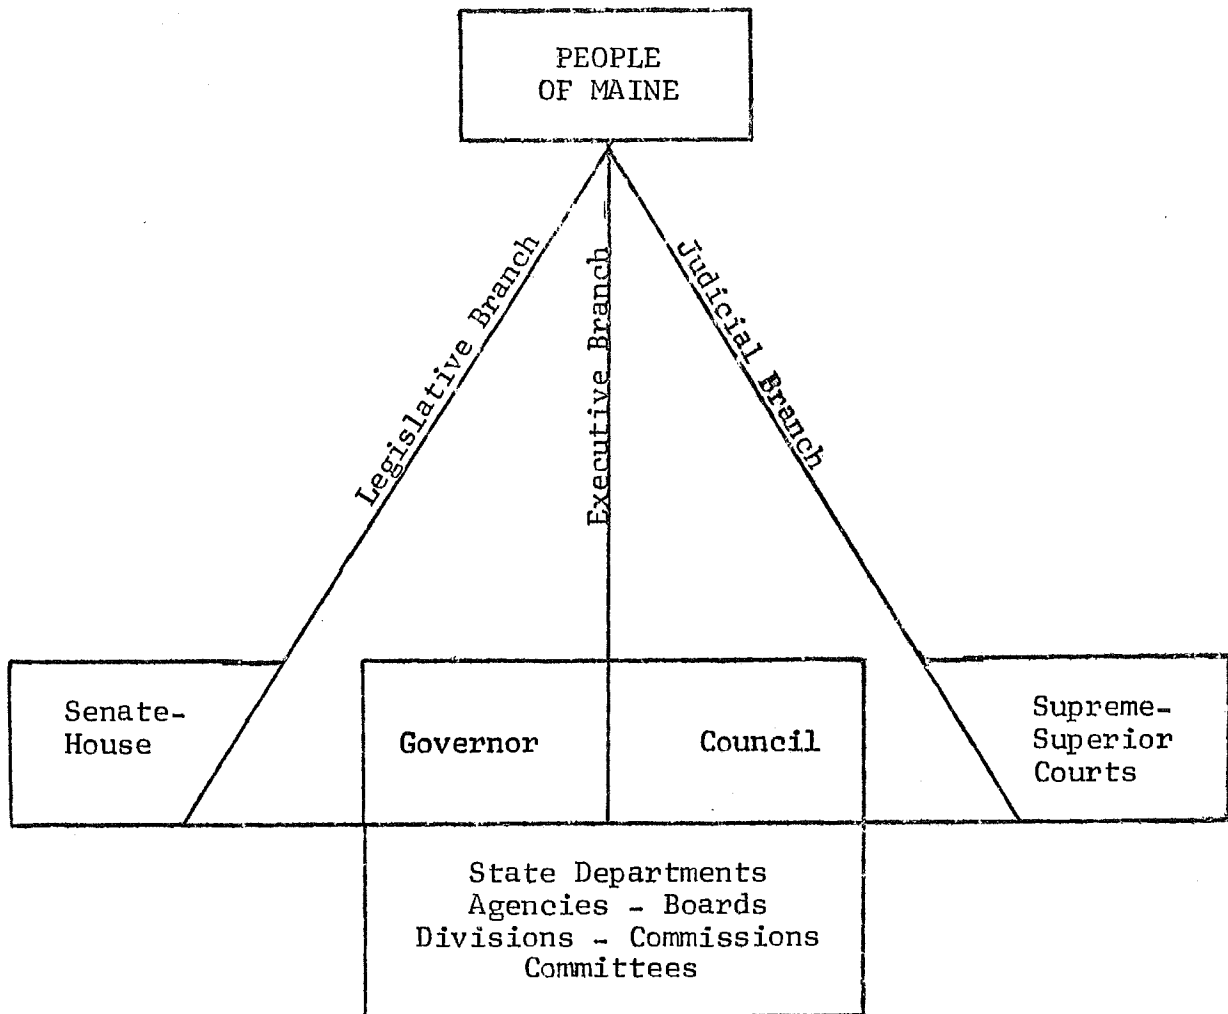 PEOPLE
OF MAINE
Legislative Branch
Executive Branch
Judicial Branch
Senate-
House
Governor
Council
Supreme-
Superior
Courts
State Departments
Agencies - Boards
Divisions - Commissions
Committees